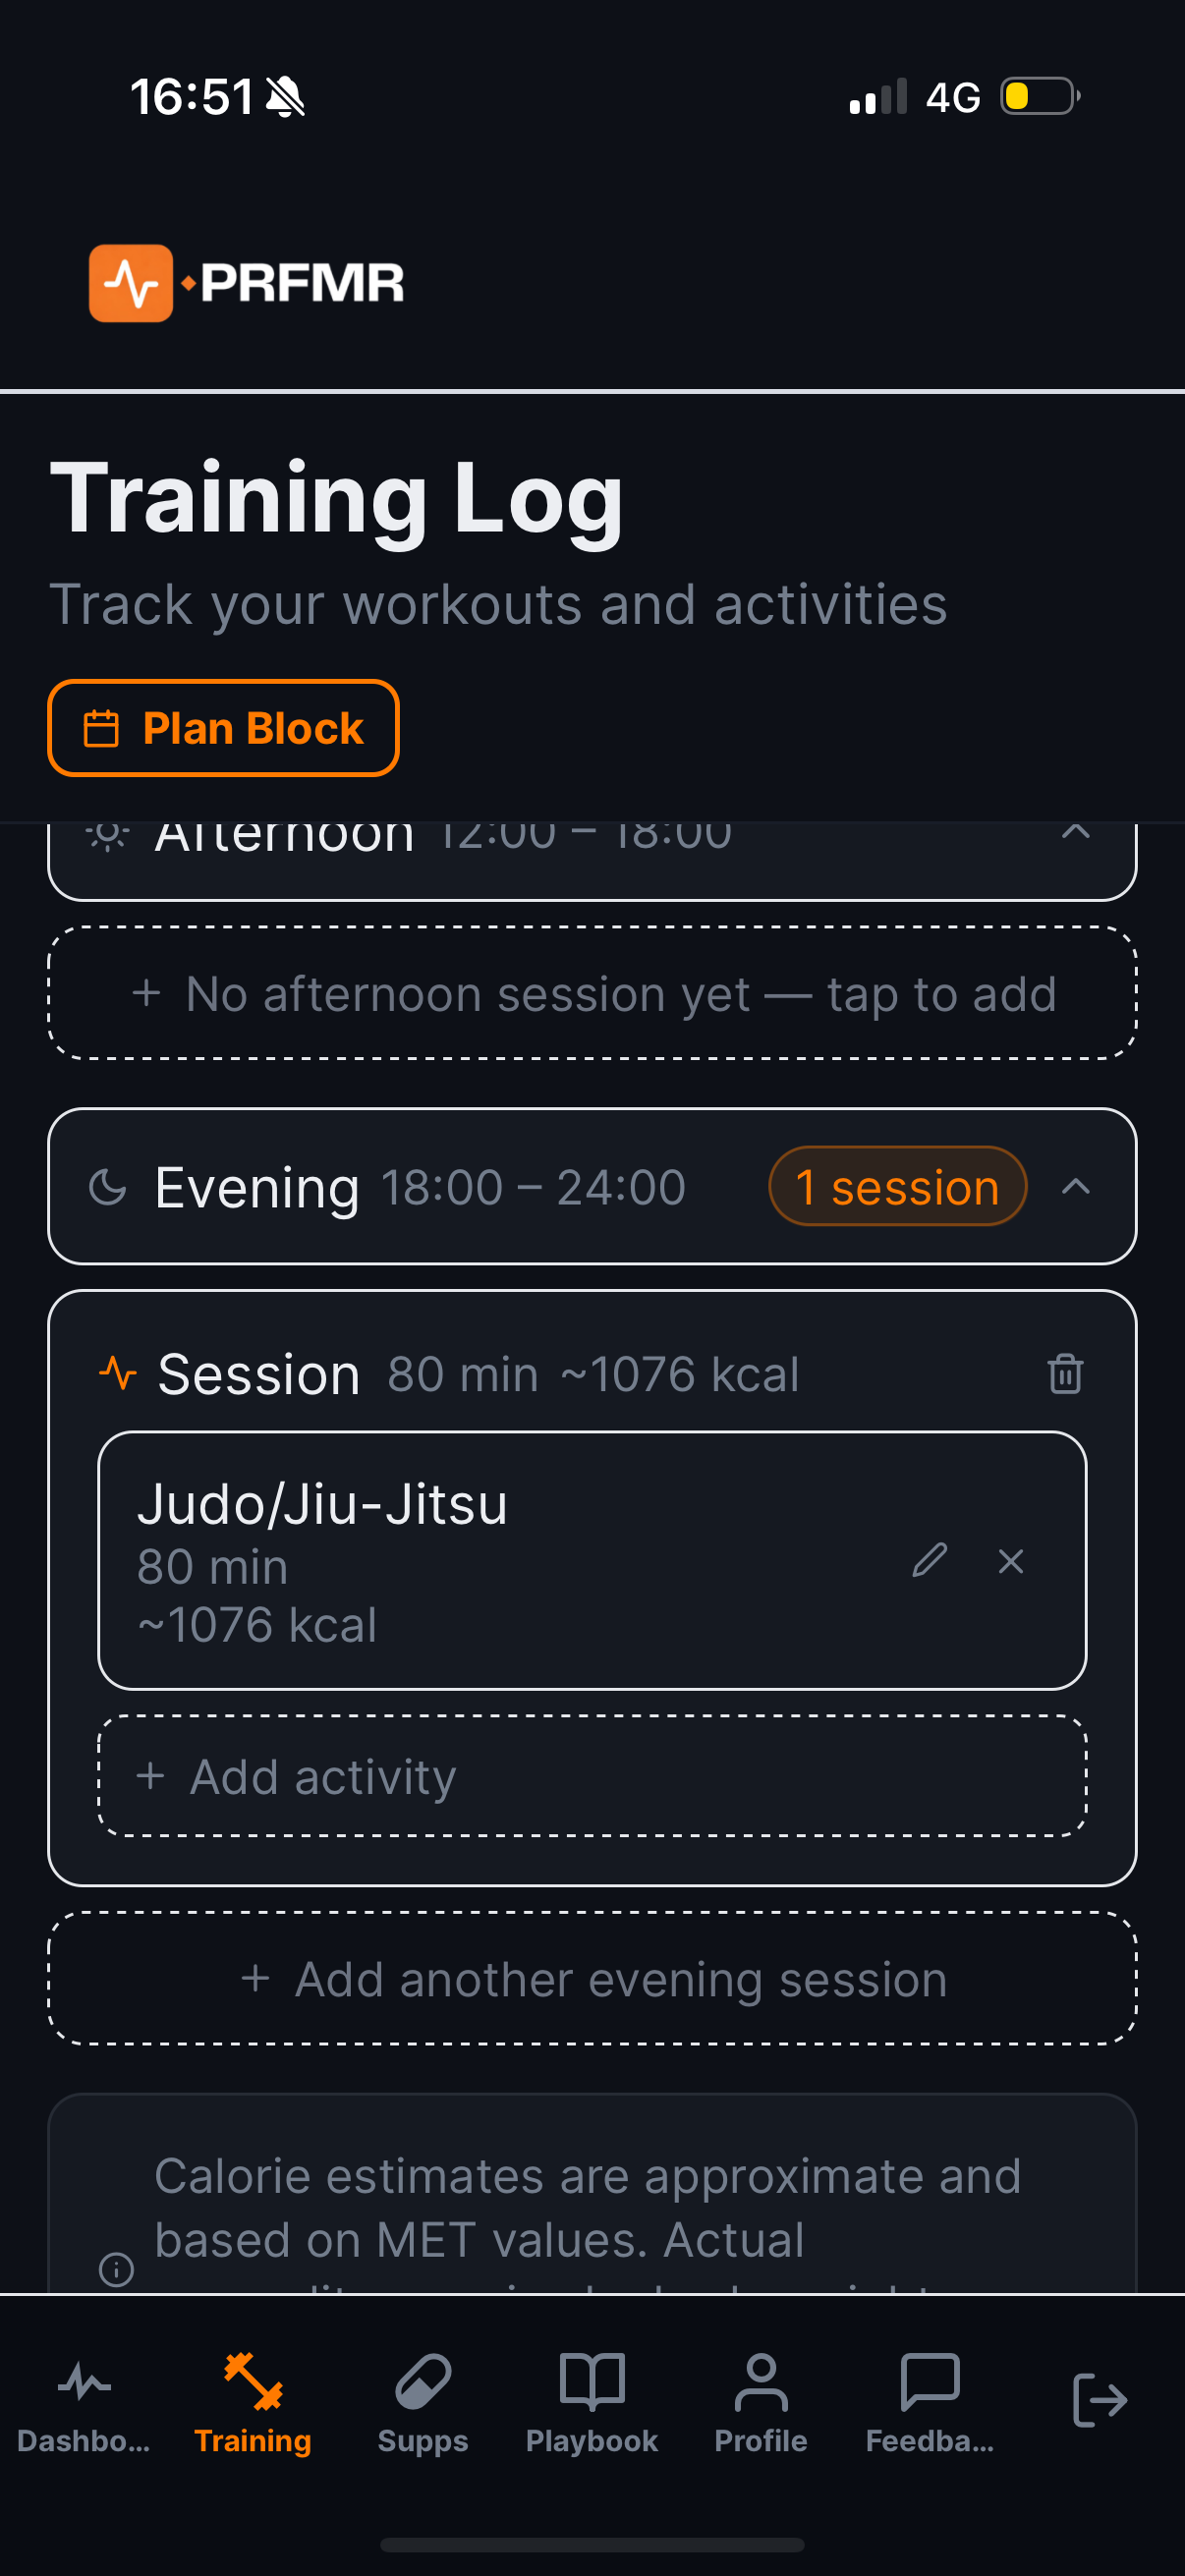 16:51
4G
PRFMR
Training Log
Track your workouts and activities
Plan Block
Afternoon 12:00 – 18:00
+ No afternoon session yet — tap to add
Evening 18:00 – 24:00 1 session
Session 80 min ~1076 kcal
Judo/Jiu-Jitsu
80 min
~1076 kcal
+ Add activity
+ Add another evening session
Calorie estimates are approximate and
based on MET values. Actual
Dashbo... Training Supps Playbook Profile Feedba...